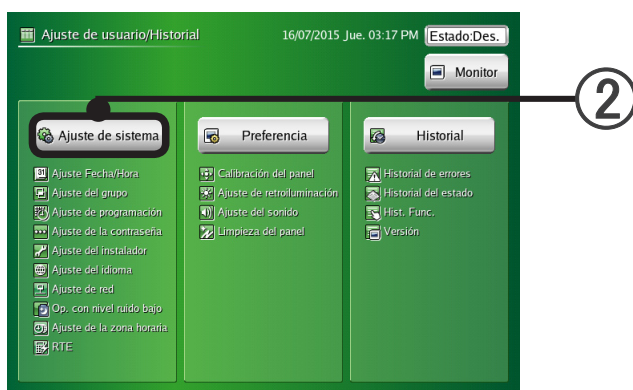 Ajuste de usuario/Historial
16/07/2015 Jue. 03:17 PM
Estado:Des.
Monitor
2
Ajuste de sistema
31 Ajuste Fecha/Hora
Ajuste del grupo
Ajuste de programación
Ajuste de la contraseña
Ajuste del instalador
Ajuste del idioma
Ajuste de red
Op. con nivel ruido bajo
Ajuste de la zona horaria
RTE
Preferencia
Calibración del panel
Ajuste de retroiluminación
Ajuste del sonido
Limpieza del panel
Historial
Historial de errores
Historial del estado
Hist. Func.
Versión